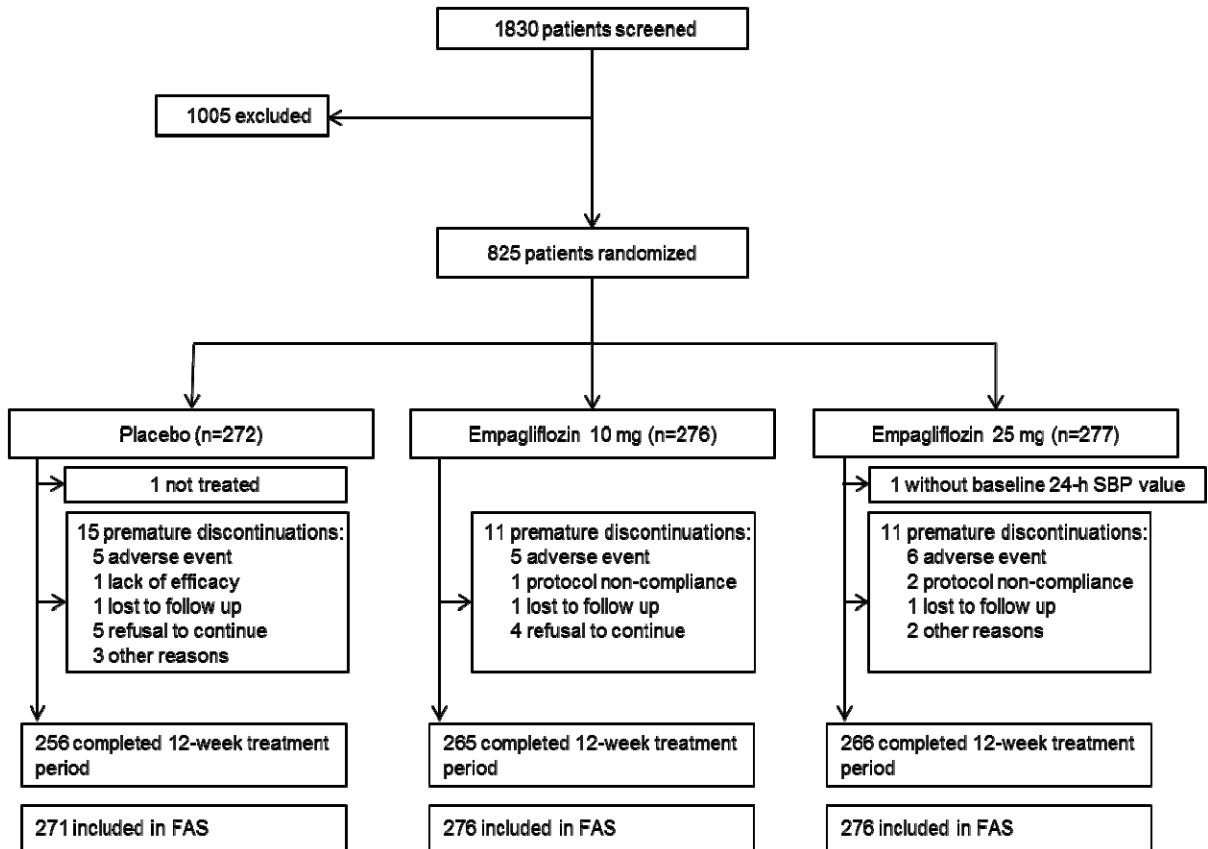 1830 patients screened
1005 excluded
825 patients randomized
Placebo (n=272)
1 not treated
15 premature discontinuations:
5 adverse event
1 lack of efficacy
1 lost to follow up
5 refusal to continue
3 other reasons
256 completed 12-week treatment
period
271 included in FAS
Empagliflozin 10 mg (n=276)
11 premature discontinuations:
5 adverse event
1 protocol non-compliance
1 lost to follow up
4 refusal to continue
265 completed 12-week treatment
period
276 included in FAS
Empagliflozin 25 mg (n=277)
1 without baseline 24-h SBP value
11 premature discontinuations:
6 adverse event
2 protocol non-compliance
1 lost to follow up
2 other reasons
266 completed 12-week treatment
period
276 included in FAS